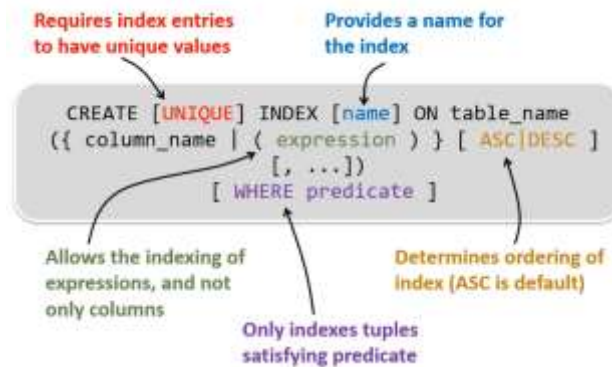 Requires index entries
to have unique values
Provides a name for
the index
CREATE [UNIQUE] INDEX [name] ON table_name
({ column_name | ( expression ) } [ ASC|DESC ]
[, ...])
[ WHERE predicate ]
Allows the indexing of
expressions, and not
only columns
Determines ordering of
index (ASC is default)
Only indexes tuples
satisfying predicate